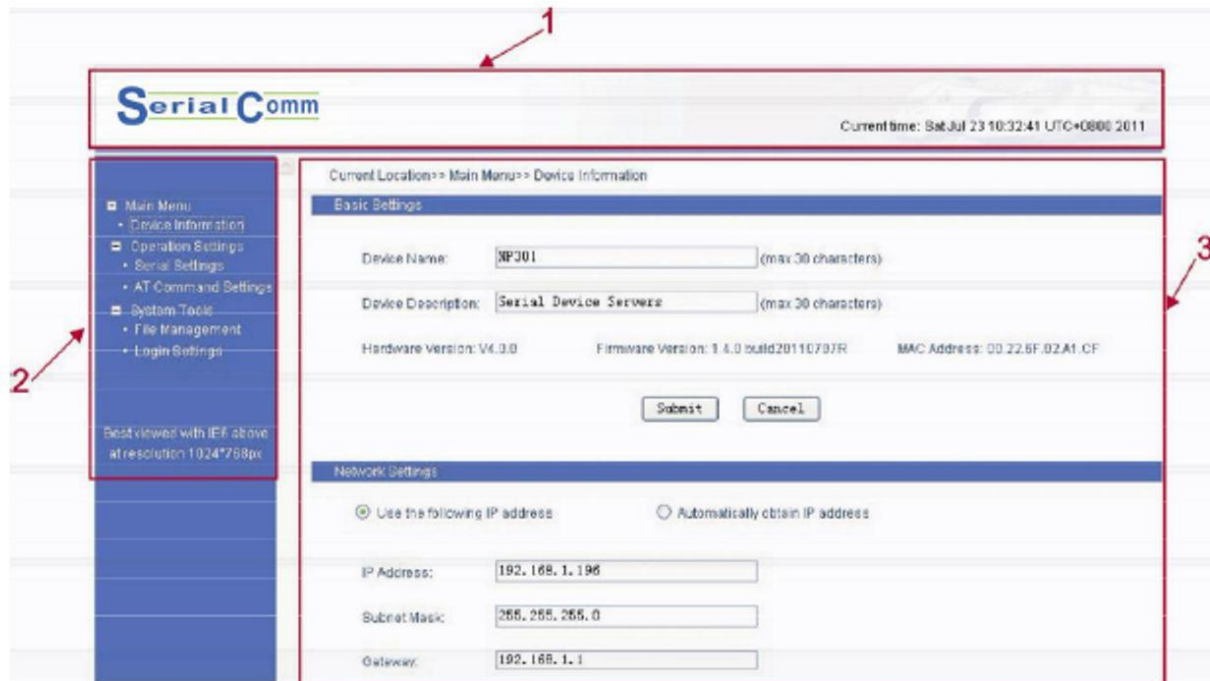 1
Serial Comm
Current time: Sat Jul 23 10:32:41 UTC+0800 2011
2
Main Menu
Device Information
Operation Settings
Serial Settings
AT Command Settings
System Tools
File Management
Login Settings
Best viewed with IE6 above
at resolution 1024*768px
3
Current Location>> Main Menu>> Device Information
Basic Settings
Device Name: NP301 (max 30 characters)
Device Description: Serial Device Servers (max 30 characters)
Hardware Version: V4.0.0 Firmware Version: 1.4.0 build20110707R MAC Address: 00.22.6F.02.A1.CF
Submit Cancel
Network Settings
Use the following IP address Automatically obtain IP address
IP Address: 192.168.1.196
Subnet Mask: 255.255.255.0
Gateway: 192.168.1.1